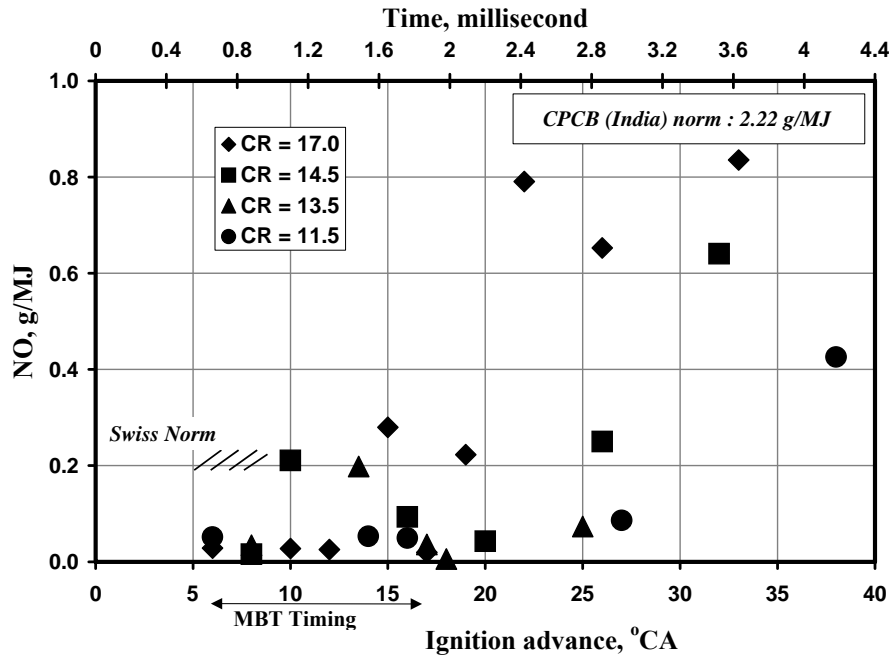 Time, millisecond
0 0.4 0.8 1.2 1.6 2 2.4 2.8 3.2 3.6 4 4.4
1.0
CPCB (India) norm : 2.22 g/MJ
CR = 17.0
CR = 14.5
CR = 13.5
CR = 11.5
0.8
0.6
NO, g/MJ
0.4
Swiss Norm
0.2
0.0
0 5 10 15 20 25 30 35 40
MBT Timing
Ignition advance, °CA